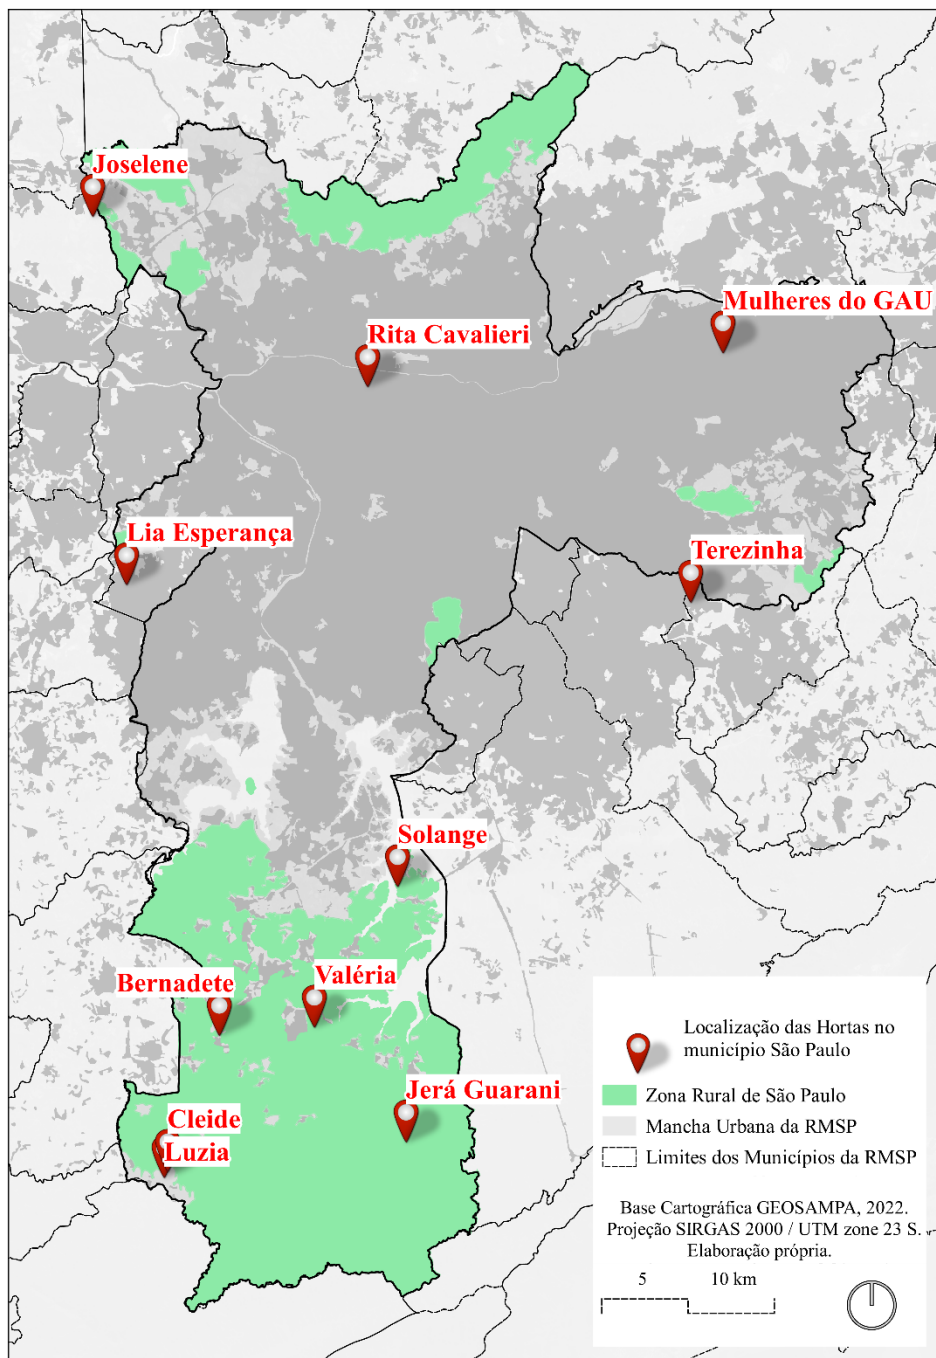 Joselene
Mulheres do GAU
Rita Cavalieri
Lia Esperança
Terezinha
Solange
Bernadete
Valéria
Jerá Guarani
Cleide
Luzia
Localização das Hortas no
município São Paulo
Zona Rural de São Paulo
Mancha Urbana da RMSP
Limites dos Municípios da RMSP
Base Cartográfica GEOSAMPA, 2022.
Projeção SIRGAS 2000 / UTM zone 23 S.
Elaboração própria.
5 10 km